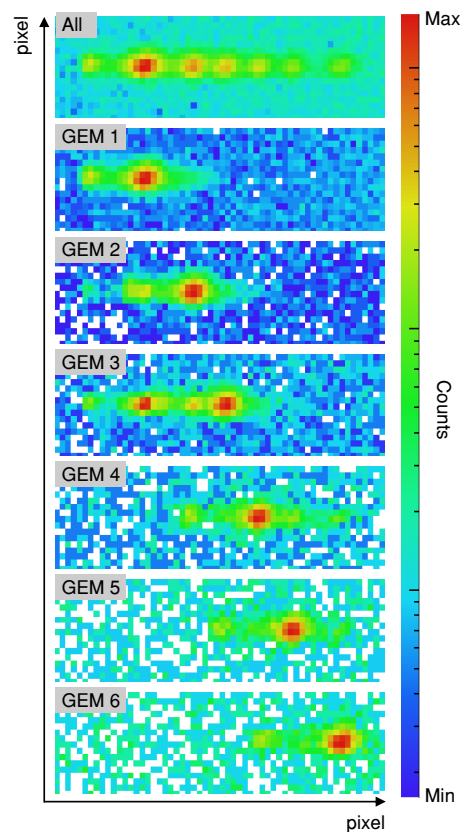 pixel
All
GEM 1
GEM 2
GEM 3
GEM 4
GEM 5
GEM 6
pixel
Max
Counts
Min